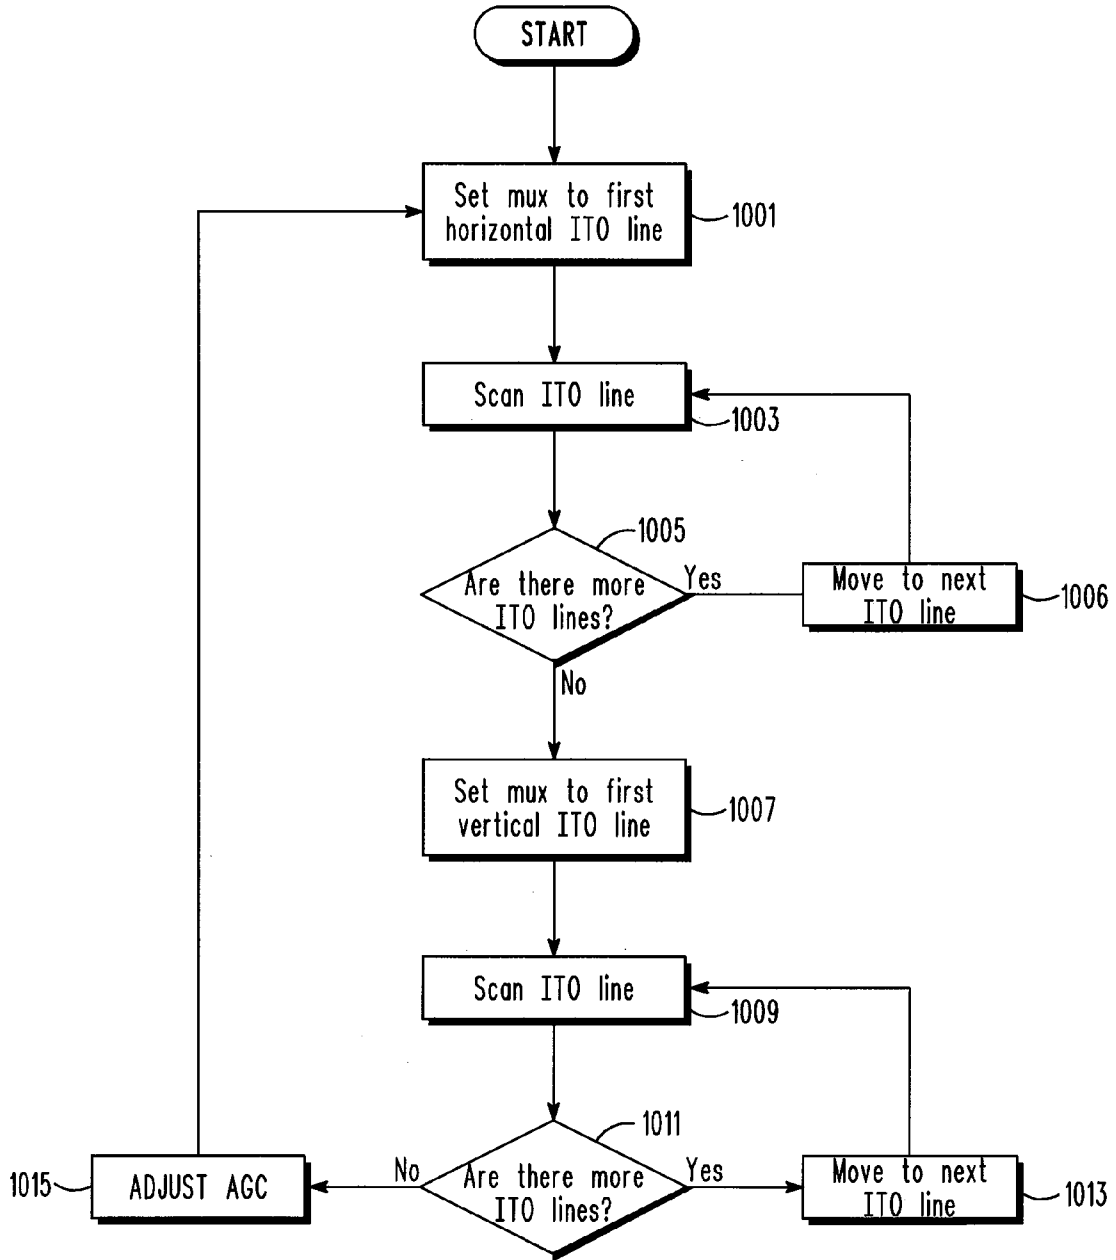 START
Set mux to first
horizontal ITO line
1001
Scan ITO line
1003
1005
Are there more
ITO lines?
Yes
Move to next
ITO line
1006
No
Set mux to first
vertical ITO line
1007
Scan ITO line
1009
1011
Are there more
ITO lines?
No
Yes
ADJUST AGC
1015
Move to next
ITO line
1013